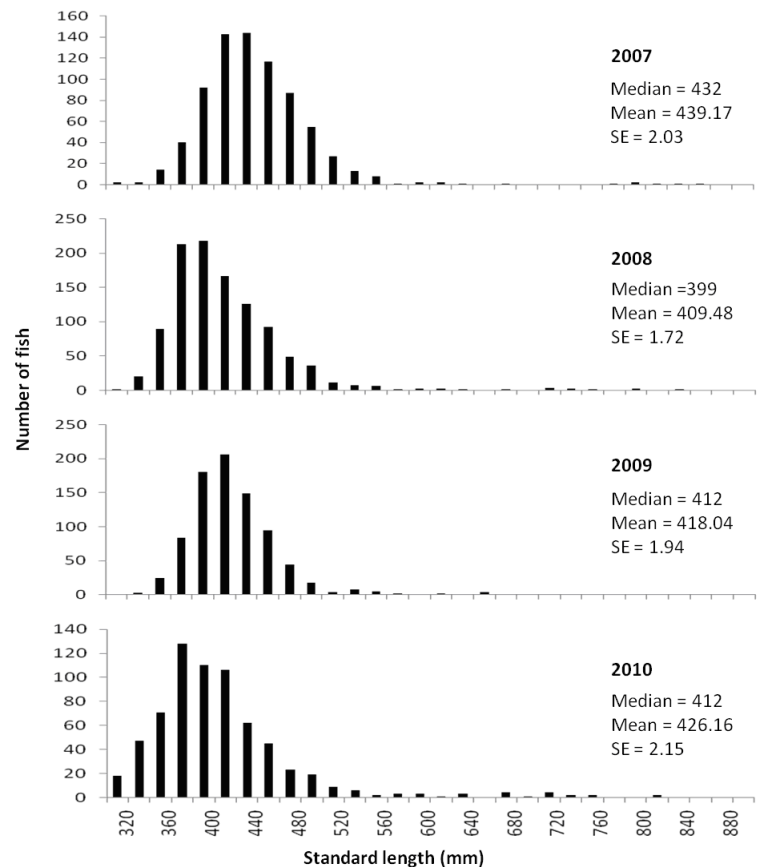 160
140
120
100
80
60
40
20
0
2007
Median = 432
Mean = 439.17
SE = 2.03
250
200
150
100
50
0
2008
Median =399
Mean = 409.48
SE = 1.72
Number of fish
250
200
150
100
50
0
2009
Median = 412
Mean = 418.04
SE = 1.94
140
120
100
80
60
40
20
0
2010
Median = 412
Mean = 426.16
SE = 2.15
320 360 400 440 480 520 560 600 640 680 720 760 800 840 880
Standard length (mm)